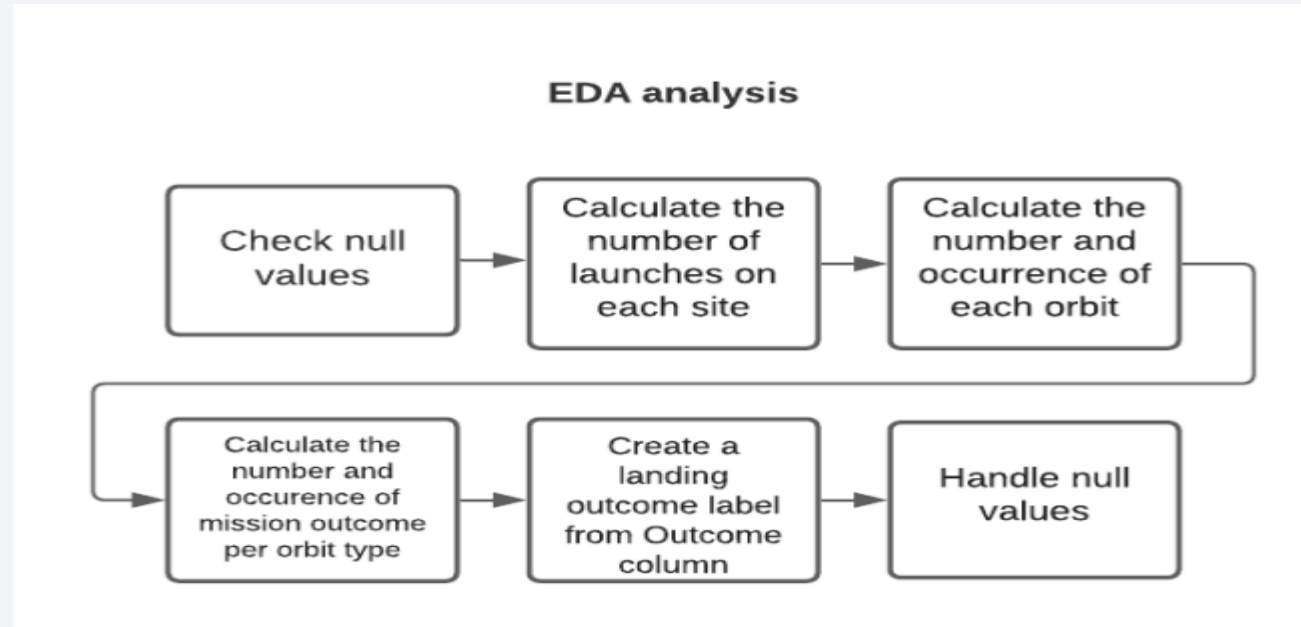 EDA analysis
Check null
values
Calculate the
number of
launches on
each site
Calculate the
number and
occurrence of
each orbit
Calculate the
number and
occurence of
mission outcome
per orbit type
Create a
landing
outcome label
from Outcome
column
Handle null
values